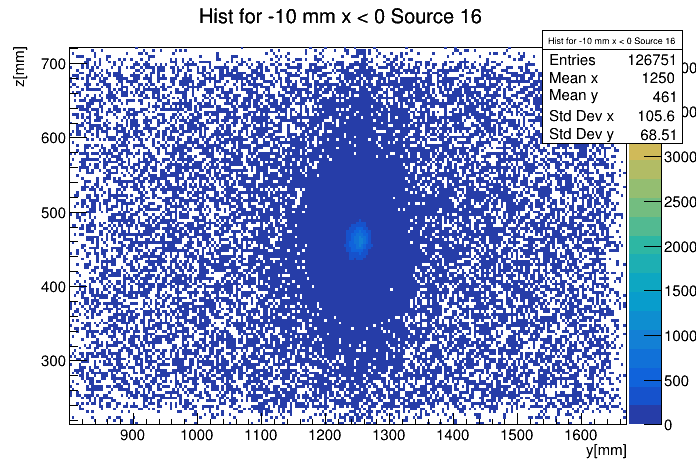 Hist for -10 mm x < 0 Source 16
z[mm]
700
600
500
400
300
900
1000
1100
1200
1300
1400
1500
1600
y[mm]
Hist for -10 mm x < 0 Source 16
Entries 126751
Mean x 1250
Mean y 461
Std Dev x 105.6
Std Dev y 68.51
3000
2500
2000
1500
1000
500
0